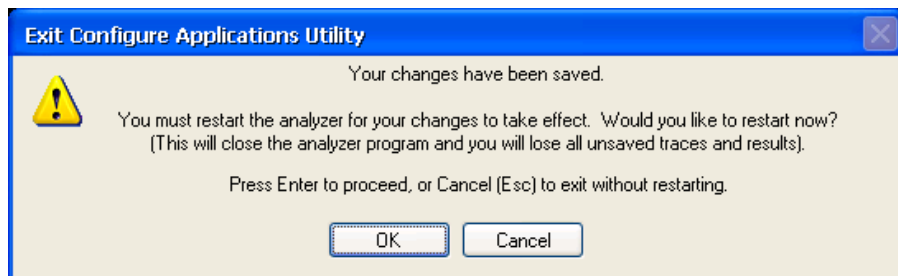 Exit Configure Applications Utility
Your changes have been saved.
You must restart the analyzer for your changes to take effect.  Would you like to restart now?
(This will close the analyzer program and you will lose all unsaved traces and results).
Press Enter to proceed, or Cancel (Esc) to exit without restarting.
OK
Cancel